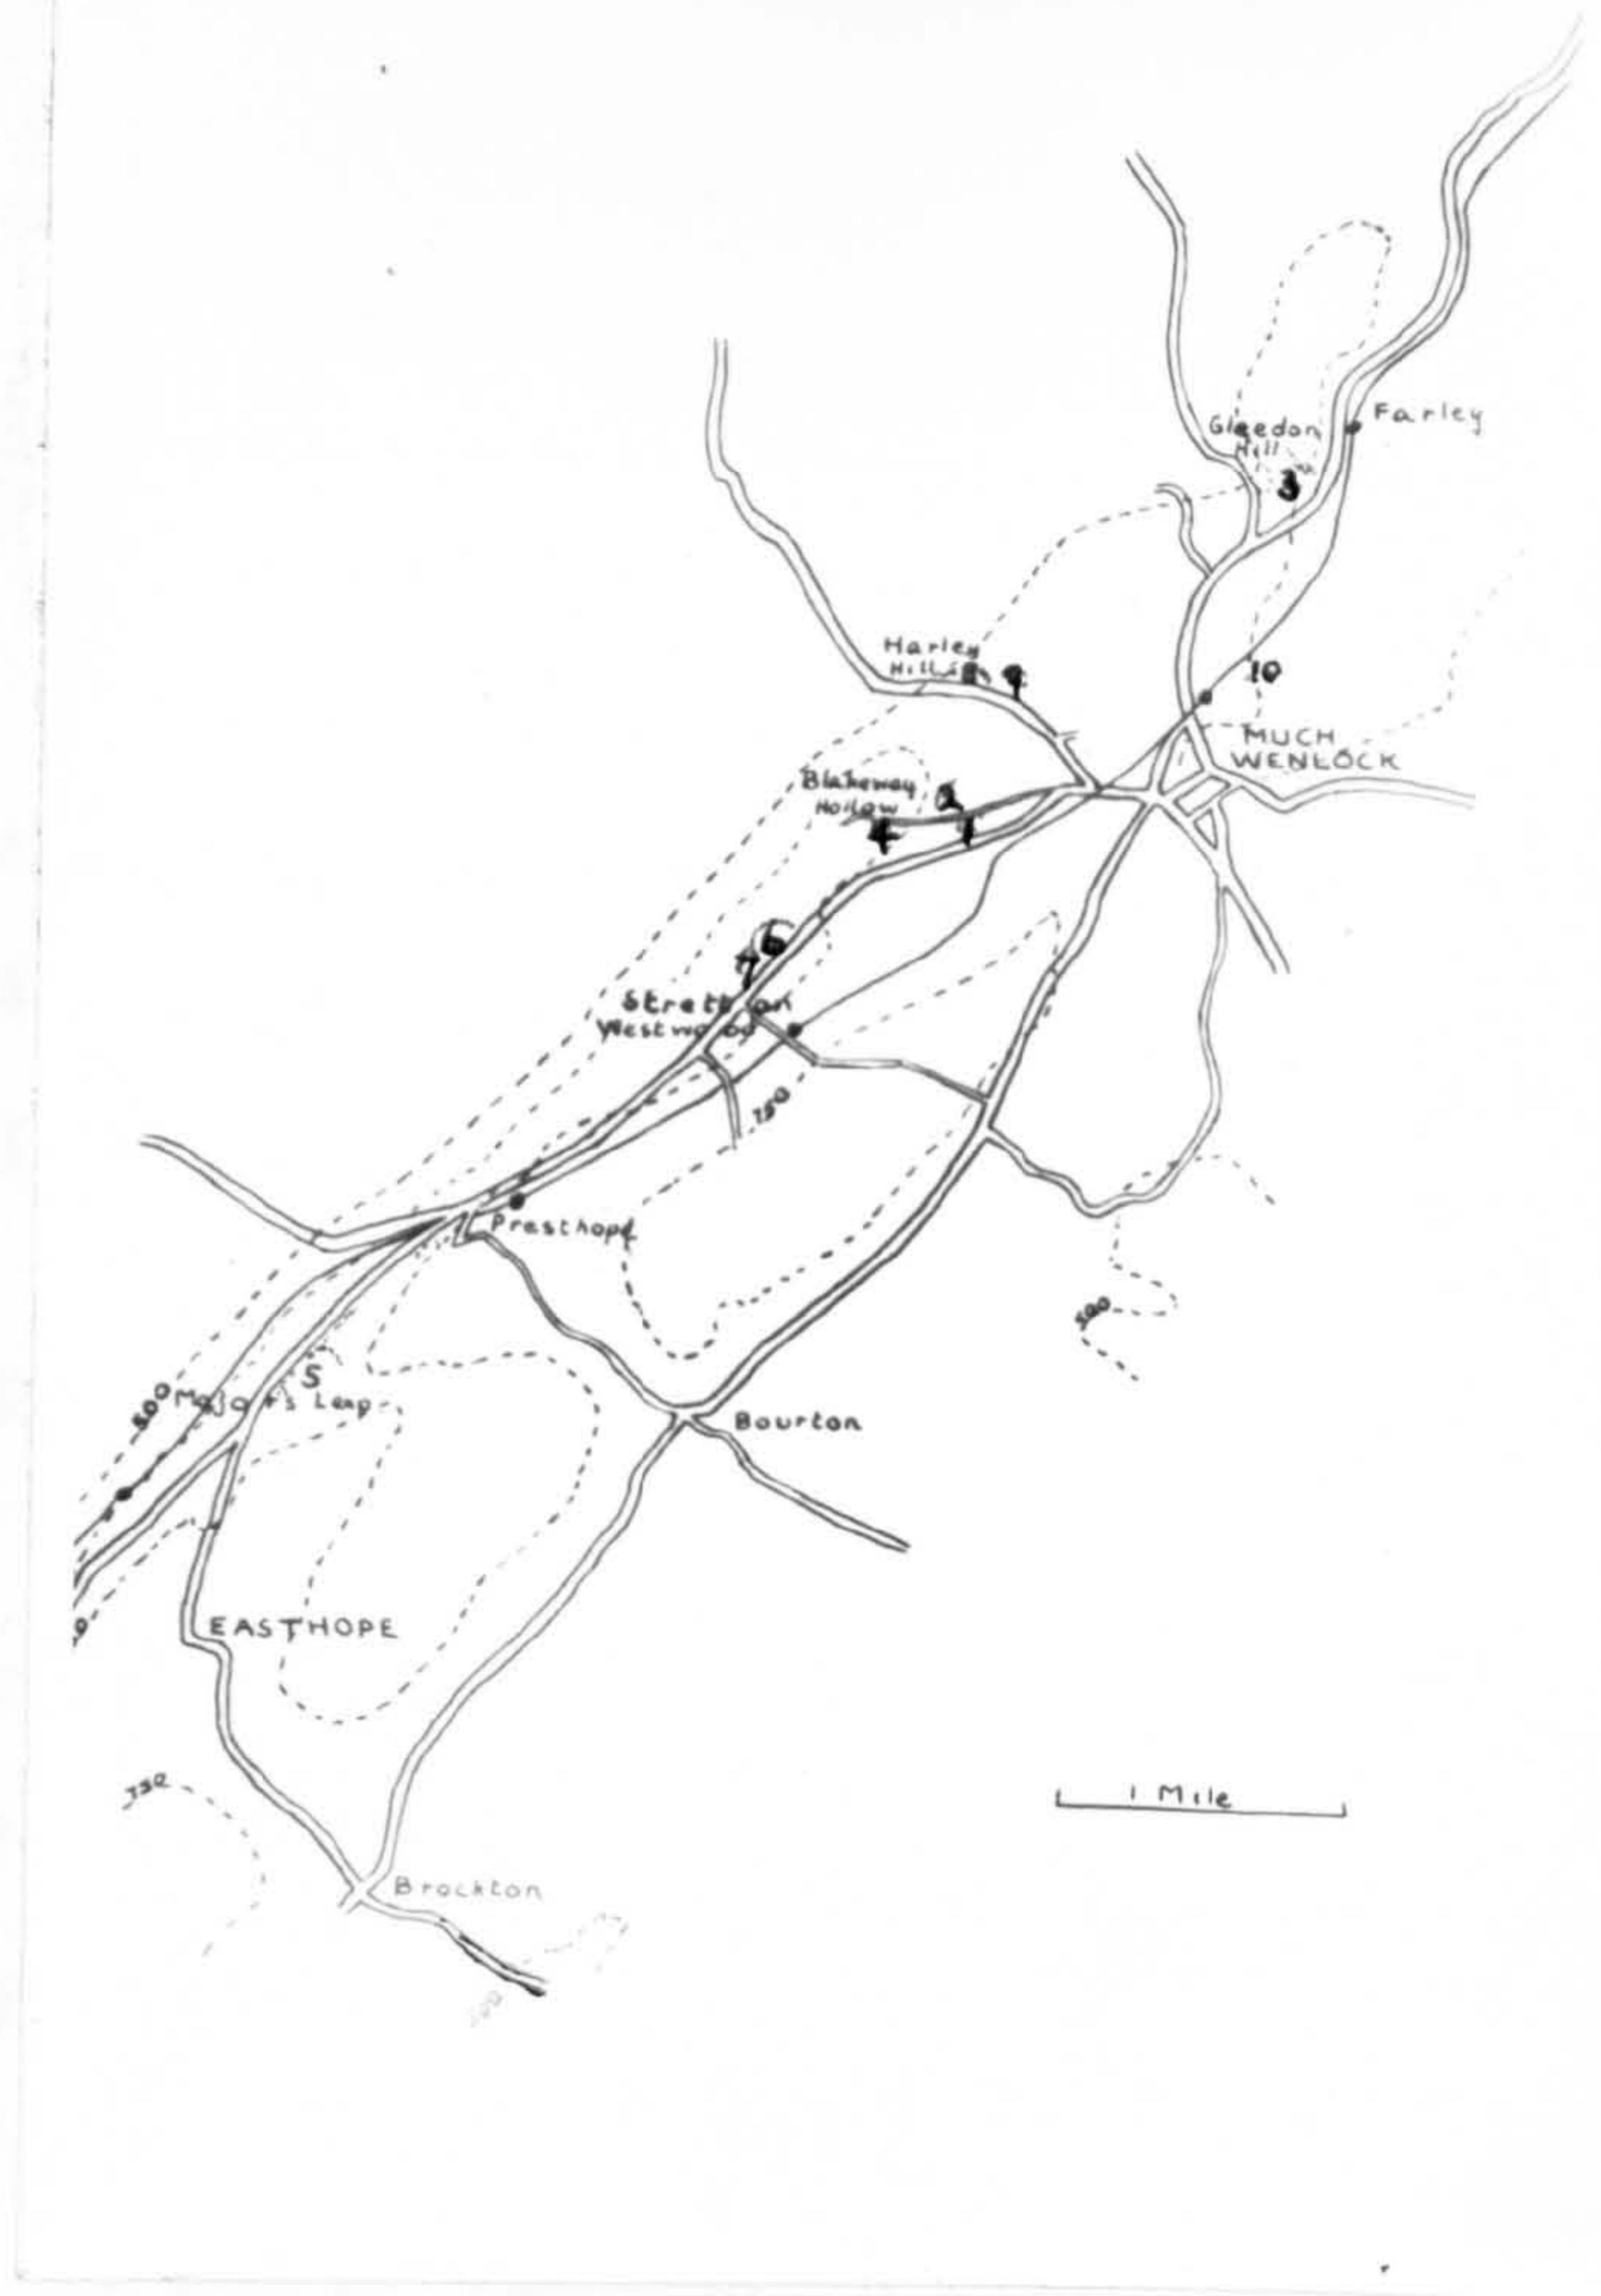 Farley
Gleedon
Hill
3
Harley
Hill
10
MUCH
WENLOCK
Blakeway
Hollow
2
4
1
6
7
Stretton
Westwood
750
Presthope
500
5
Major's Leap
Bourton
EASTHOPE
750
1 Mile
Brockton
500